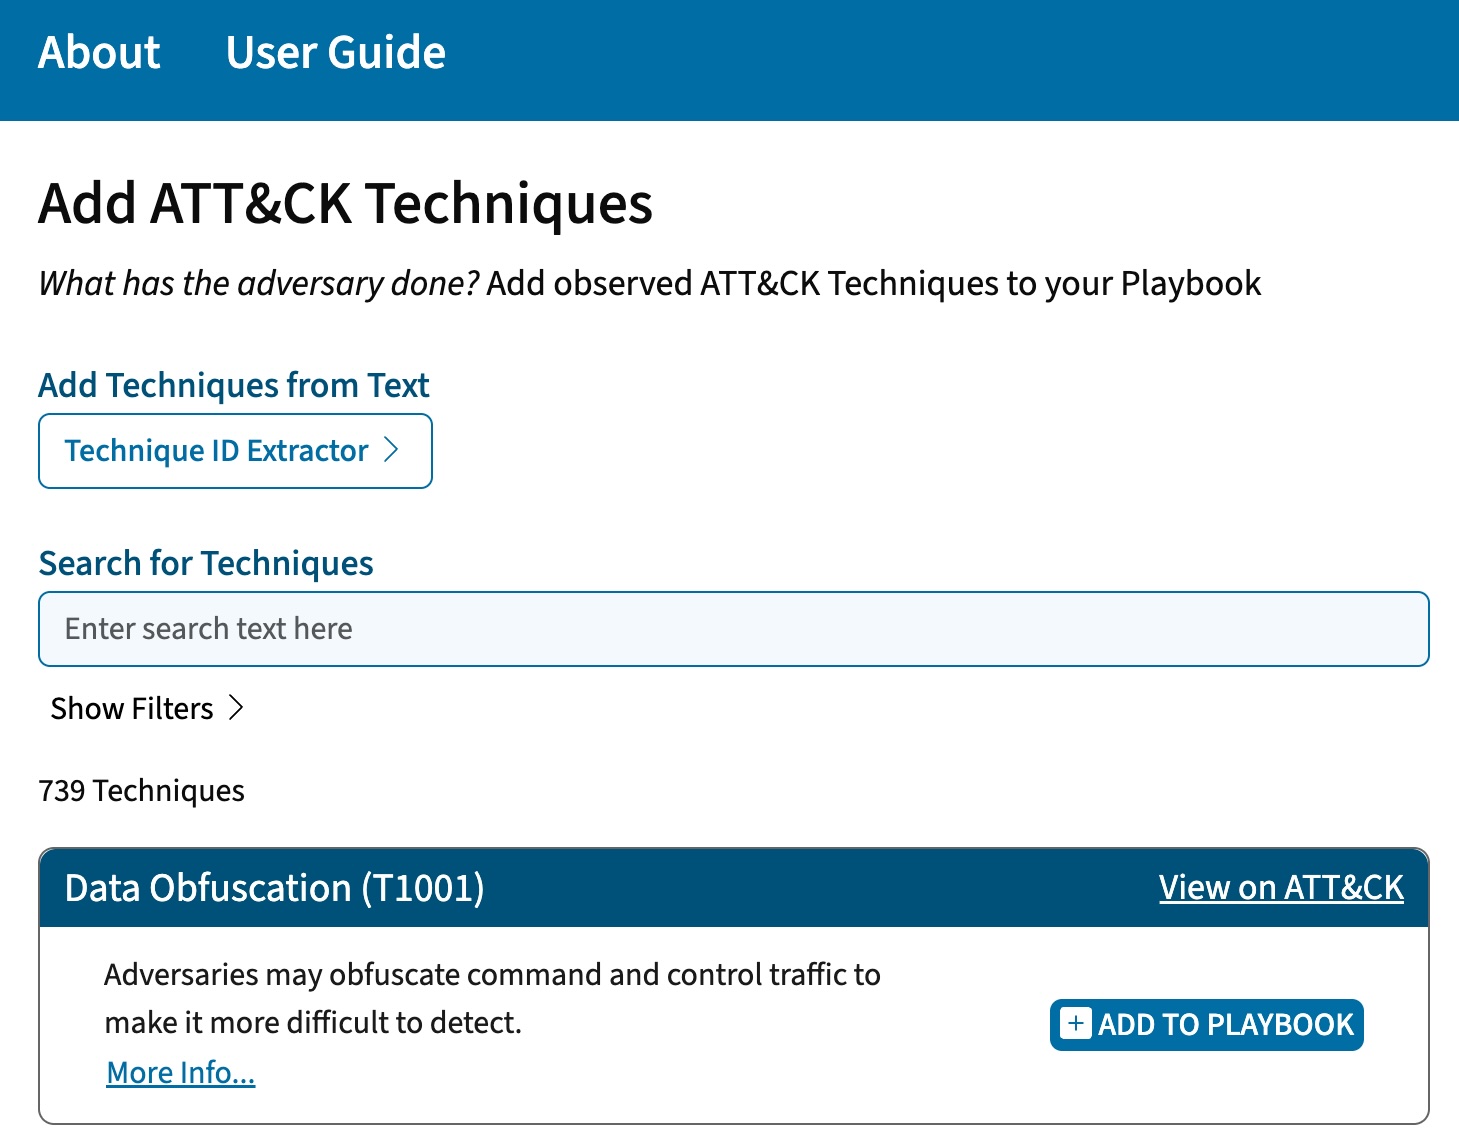 About User Guide
Add ATT&CK Techniques
What has the adversary done? Add observed ATT&CK Techniques to your Playbook
Add Techniques from Text
Technique ID Extractor
Search for Techniques
Enter search text here
Show Filters
739 Techniques
Data Obfuscation (T1001) View on ATT&CK
Adversaries may obfuscate command and control traffic to
make it more difficult to detect.
ADD TO PLAYBOOK
More Info...